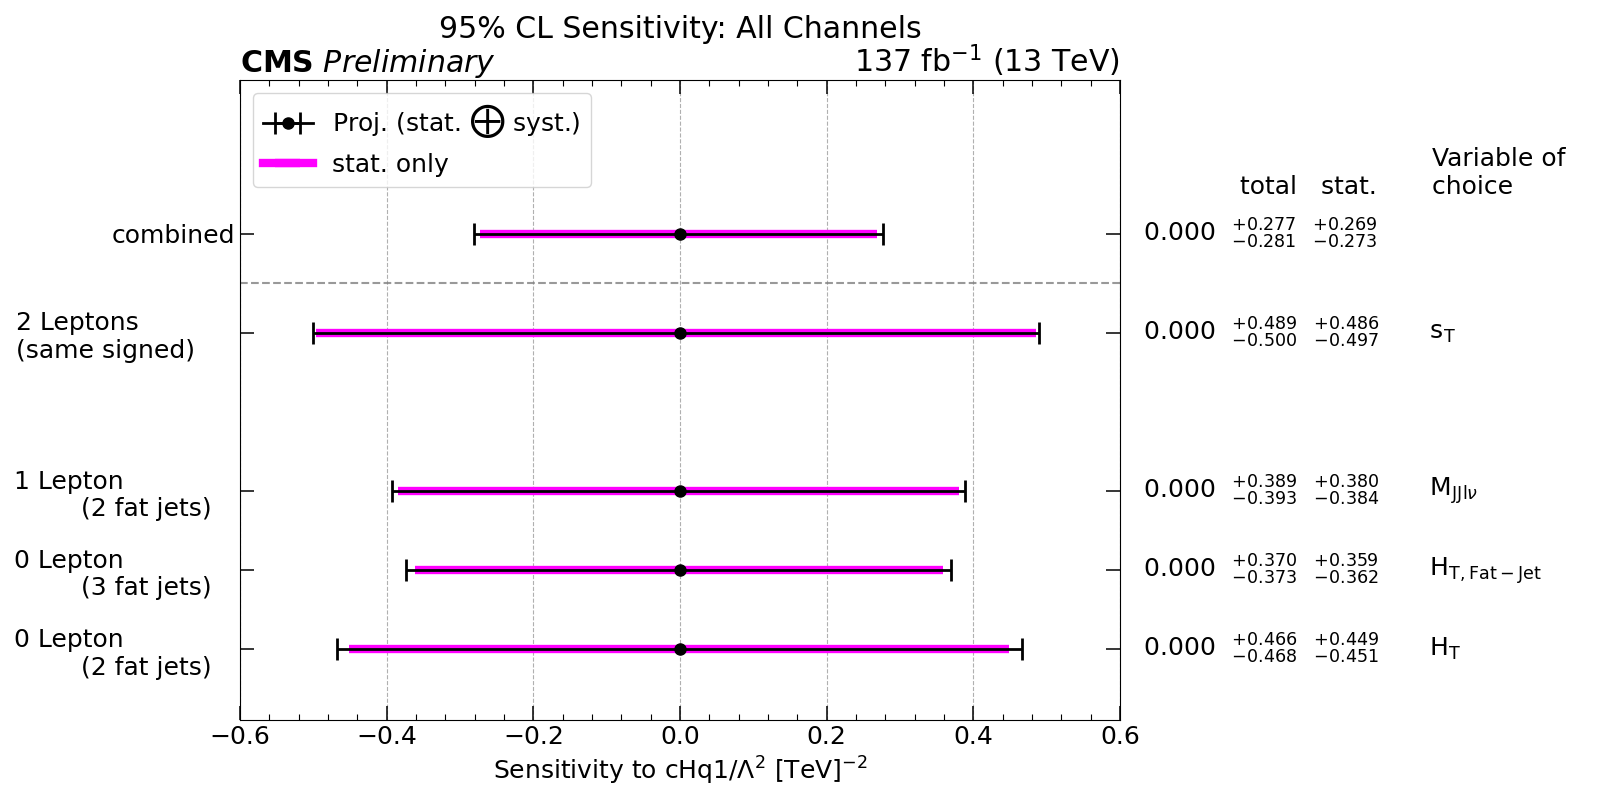 95% CL Sensitivity: All Channels
CMS Preliminary 137 fb⁻¹ (13 TeV)
Proj. (stat. ⊕ syst.)
stat. only
Variable of
total stat. choice
combined 0.000 +0.277 +0.269
−0.281 −0.273
2 Leptons
(same signed) 0.000 +0.489 +0.486 s_T
−0.500 −0.497
1 Lepton
(2 fat jets) 0.000 +0.389 +0.380 M_JJlν
−0.393 −0.384
0 Lepton
(3 fat jets) 0.000 +0.370 +0.359 H_T,Fat−Jet
−0.373 −0.362
0 Lepton
(2 fat jets) 0.000 +0.466 +0.449 H_T
−0.468 −0.451
−0.6 −0.4 −0.2 0.0 0.2 0.4 0.6
Sensitivity to cHq1/Λ² [TeV]⁻²